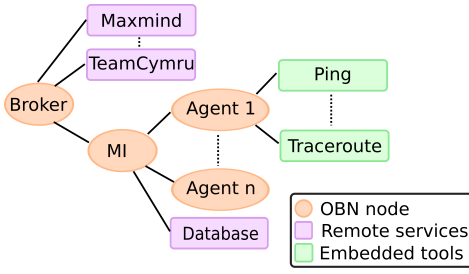 Maxmind
TeamCymru
Broker
Ping
Agent 1
MI
Traceroute
Agent n
Database
OBN node
Remote services
Embedded tools